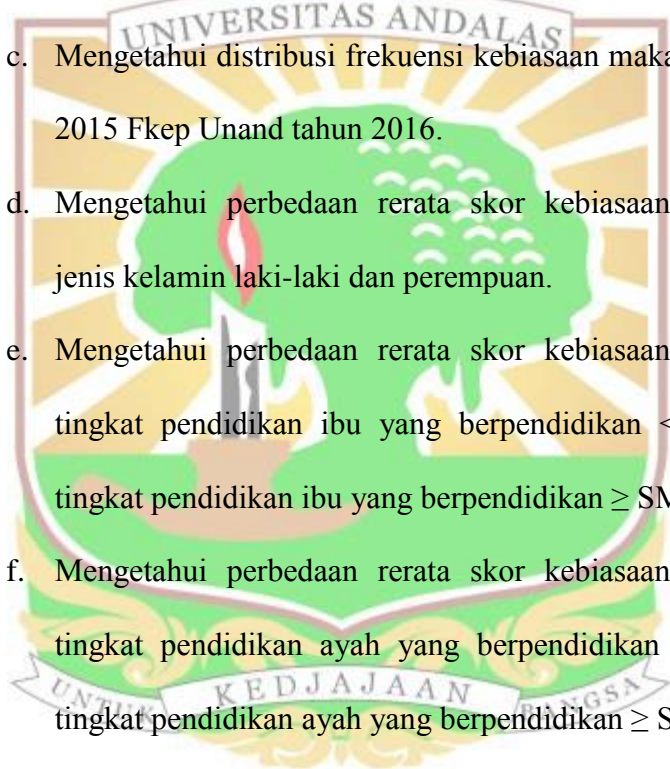 UNIVERSITAS ANDALAS
c. Mengetahui distribusi frekuensi kebiasaan maka
2015 Fkep Unand tahun 2016.
d. Mengetahui perbedaan rerata skor kebiasaan
jenis kelamin laki-laki dan perempuan.
e. Mengetahui perbedaan rerata skor kebiasaan
tingkat pendidikan ibu yang berpendidikan <
tingkat pendidikan ibu yang berpendidikan ≥ SM
f. Mengetahui perbedaan rerata skor kebiasaan
tingkat pendidikan ayah yang berpendidikan
UNTUK KEDJAJAAN BANGSA
tingkat pendidikan ayah yang berpendidikan ≥ S